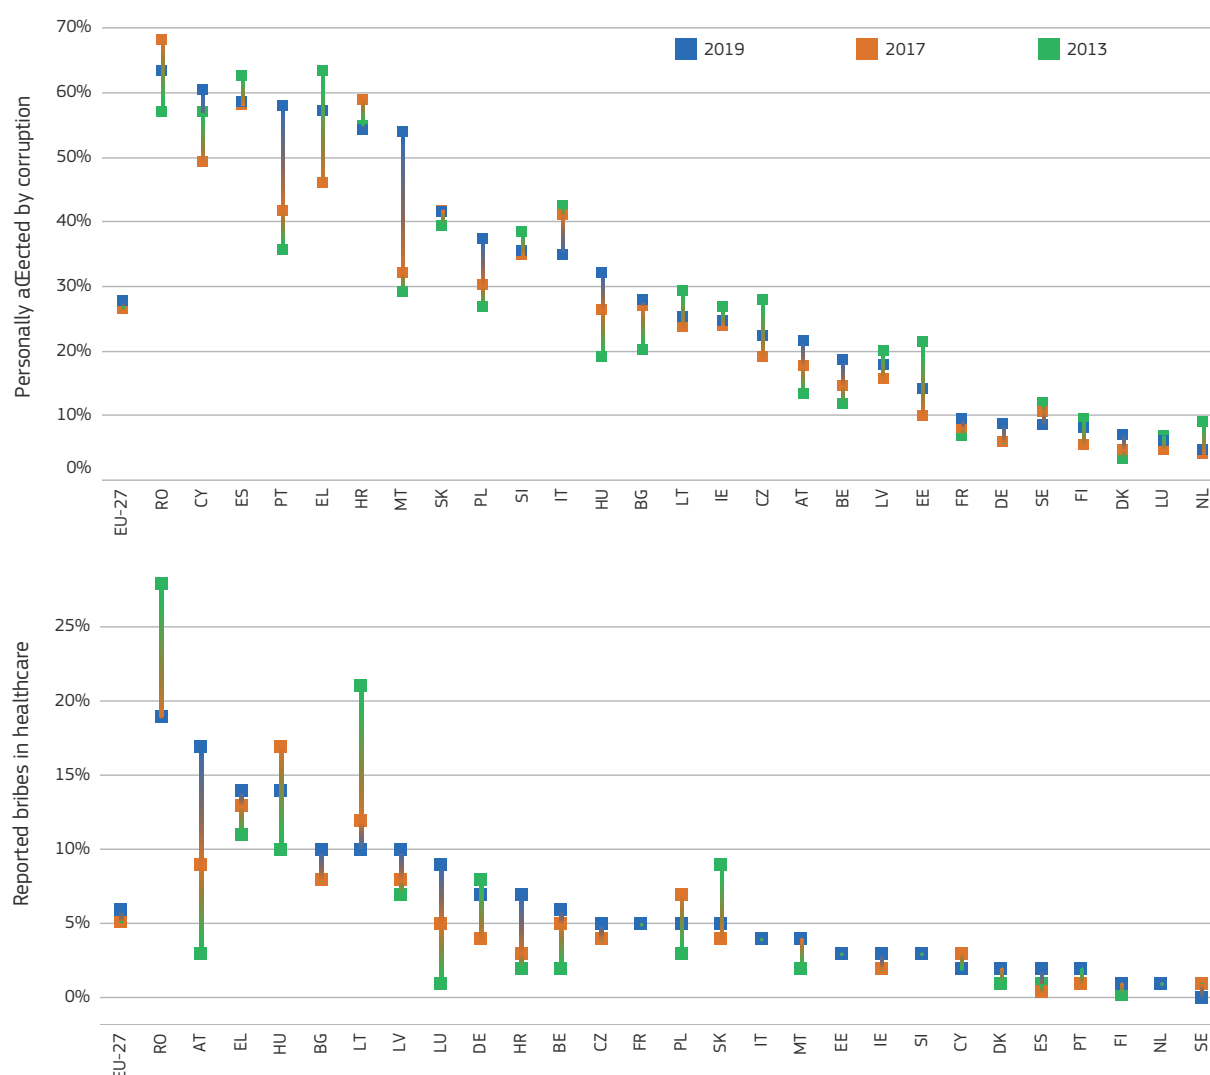 70%
2019 2017 2013
60%
50%
40%
30%
20%
10%
0%
Personally aŒected by corruption
EU-27 RO CY ES PT EL HR MT SK PL SI IT HU BG LT IE CZ AT BE LV EE FR DE SE FI DK LU NL
25%
20%
15%
10%
5%
0%
Reported bribes in healthcare
EU-27 RO AT EL HU BG LT LV LU DE HR BE CZ FR PL SK IT MT EE IE SI CY DK ES PT FI NL SE